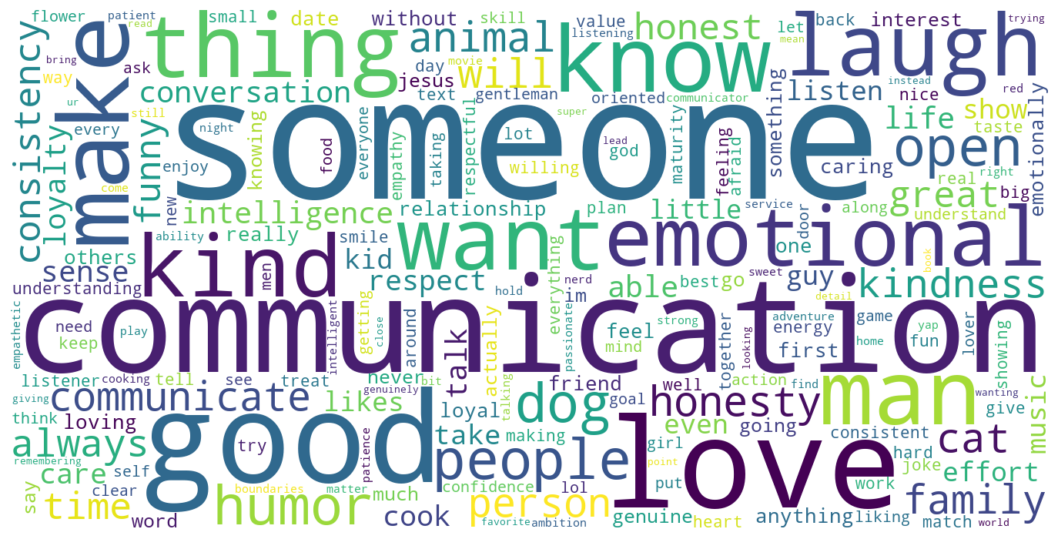 flower
patient
read
small
date
without
skill
listening
value
honest
let
back
interest
trying
mean
bring
way
ask
ur
thing
animal
movie
know
laugh
instead
red
consistency
make
still
every
conversation
will
day
jesus
text
gentleman
super
oriented
communicator
something
listen
nice
life
show
taste
emotionally
loyalty
come
funny
night
enjoy
knowing
food
someone
everyone
empathy
taking
respectful
lot
willing
god
lead
maturity
feeling
afraid
caring
open
real
right
great
big
understand
new
others
really
ability
intelligence
relationship
plan
little
service
along
door
one
sense
kind
men
smile
kid
want
emotional
book
understanding
respect
everything
nerd
im
able
best
go
sweet
guy
kindness
empathetic
need
keep
play
communication
intelligent
close
getting
around
hold
passionate
feel
mind
strong
looking
together
adventure
energy
first
detail
game
home
fun
yap
lover
showing
listener
cooking
tell
see
treat
never
genuinely
bit
talk
actually
talking
friend
goal
well
action
find
wanting
giving
think
loving
communicate
likes
loyal
dog
honesty
man
give
music
always
remembering
care
self
try
good
patience
take
making
people
even
girl
going
consistent
hard
cat
joke
effort
say
time
clear
boundaries
matter
much
confidence
lol
person
love
put
point
work
family
word
humor
cook
favorite
ambition
genuine
heart
anything
liking
match
world